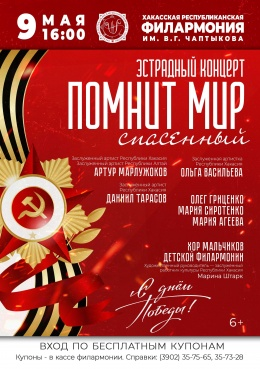 9 МАЯ
16:00
ХАКАССКАЯ РЕСПУБЛИКАНСКАЯ
ФИЛАРМОНИЯ
ИМ. В.Г. ЧАПТЫКОВА
ЭСТРАДНЫЙ КОНЦЕРТ
ПОМНИТ МИР
спасенный
Заслуженный артист Республики Хакасия
Заслуженный артист Республики Алтай
АРТУР МАРЛУЖОКОВ
Заслуженная артистка
Республики Хакасия
ОЛЬГА ВАСИЛЬЕВА
Заслуженный артист
Республики Хакасия
ДАНИИЛ ТАРАСОВ
ОЛЕГ ГРИЦЕНКО
МАРИЯ СИРОТЕНКО
МАРИЯ АГЕЕВА
ХОР МАЛЬЧИКОВ
ДЕТСКОЙ ФИЛАРМОНИИ
Художественный руководитель – заслуженный
работник культуры Республики Хакасия
Марина Штарк
С днём
Победы!
6+
ВХОД ПО БЕСПЛАТНЫМ КУПОНАМ
Купоны - в кассе филармонии. Справки: (3902) 35-75-65, 35-73-28